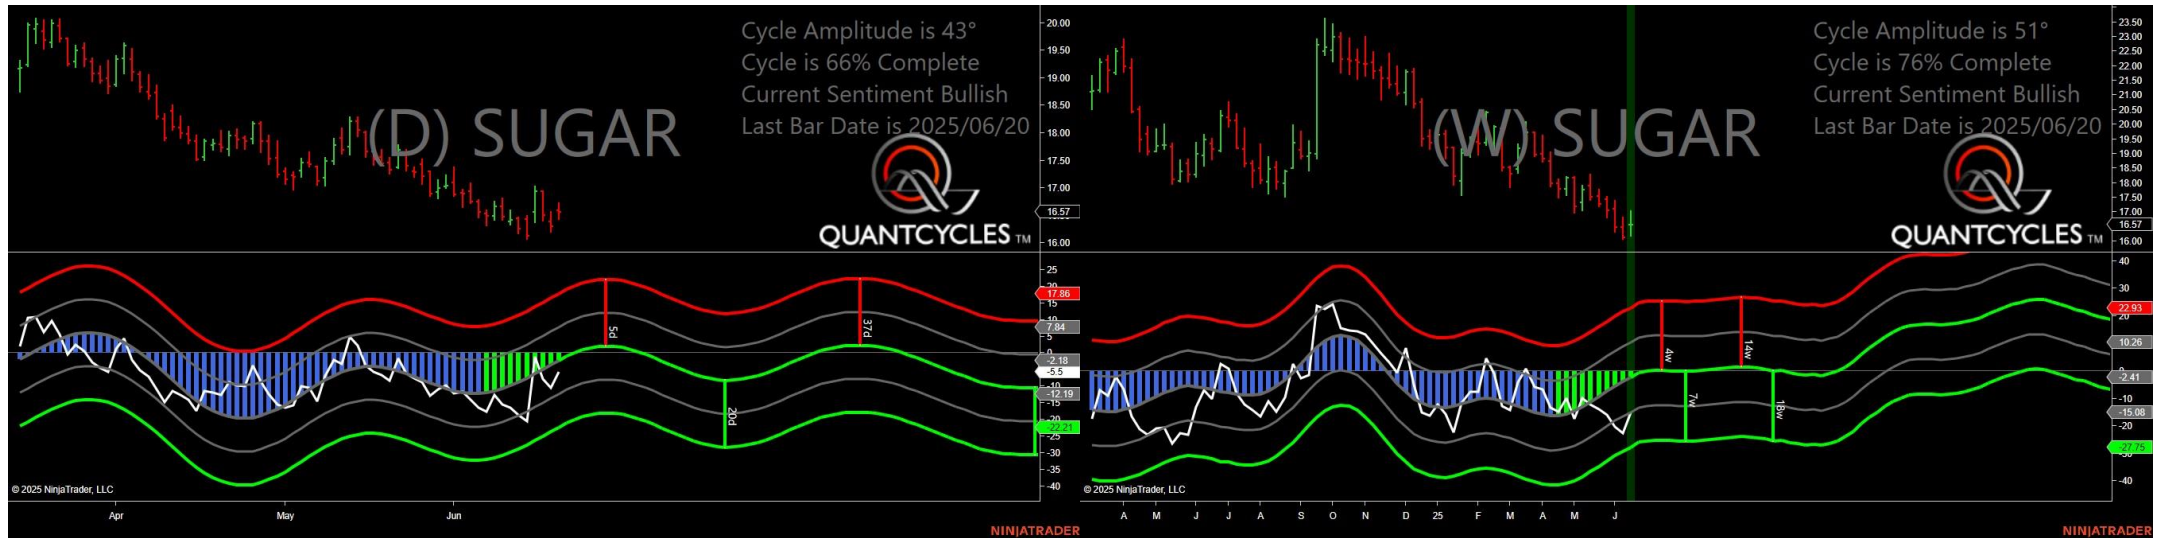 Cycle Amplitude is 43°
Cycle is 66% Complete
Current Sentiment Bullish
Last Bar Date is 2025/06/20
(D) SUGAR
QUANTCYCLES TM
20.00
19.50
19.00
18.50
18.00
17.50
17.00
16.57
16.00
25
20
17.86
15
10
7.84
5
0
-2.18
-5.5
-10
-12.19
-15
-22.21
-25
-30
-35
-40
5d
20d
37d
© 2025 NinjaTrader, LLC
Apr May Jun
NINJATRADER
Cycle Amplitude is 51°
Cycle is 76% Complete
Current Sentiment Bullish
Last Bar Date is 2025/06/20
(W) SUGAR
QUANTCYCLES TM
23.50
23.00
22.50
22.00
21.50
21.00
20.50
20.00
19.50
19.00
18.50
18.00
17.50
17.00
16.57
16.00
40
30
22.93
20
10.26
0
-2.41
-10
-15.08
-20
-27.75
-40
4w
7w
14w
18w
© 2025 NinjaTrader, LLC
A M J J A S O N D 25 F M A M J
NINJATRADER